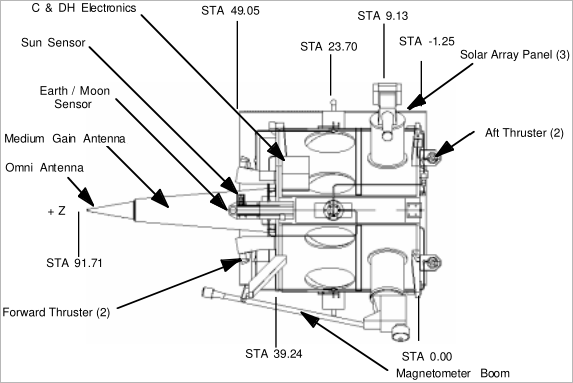 C & DH Electronics
STA 49.05
STA 9.13
Sun Sensor
STA 23.70
STA -1.25
Solar Array Panel (3)
Earth / Moon
Sensor
Medium Gain Antenna
Aft Thruster (2)
Omni Antenna
+ Z
STA 91.71
Forward Thruster (2)
STA 39.24
STA 0.00
Magnetometer Boom